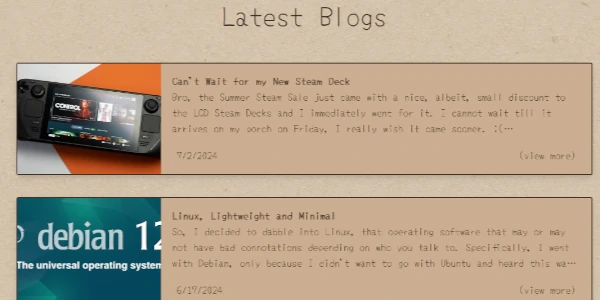 Latest Blogs
Can't Wait for my New Steam Deck
Bro, the Summer Steam Sale just came with a nice, albeit, small discount to
the LCD Steam Decks and I immediately went for it. I cannot wait till it
arrives on my porch on Friday, I really wish it came sooner. :(…
7/2/2024
(view more)
CONTROL
Linux, Lightweight and Minimal
So, I decided to dabble into Linux, that operating software that may or may
not have bad connotations depending on who you talk to. Specifically, I went
with Debian, only because I didn't want to go with Ubuntu and heard this wa…
6/17/2024
(view more)
debian 12
The universal operating system